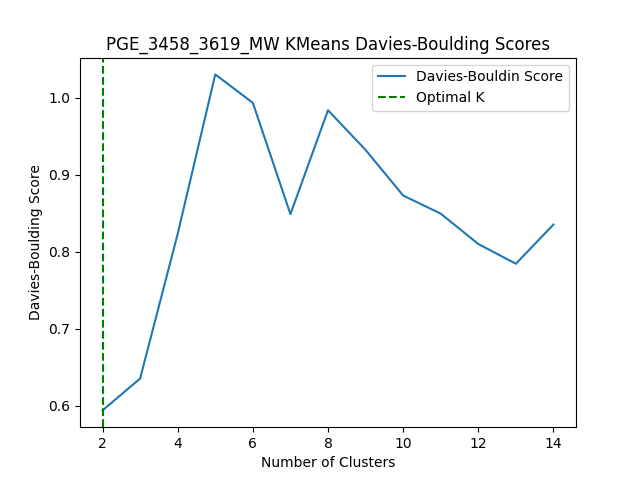 PGE_3458_3619_MW KMeans Davies-Boulding Scores
Davies-Bouldin Score
Optimal K
Davies-Boulding Score
1.0
0.9
0.8
0.7
0.6
2 4 6 8 10 12 14
Number of Clusters